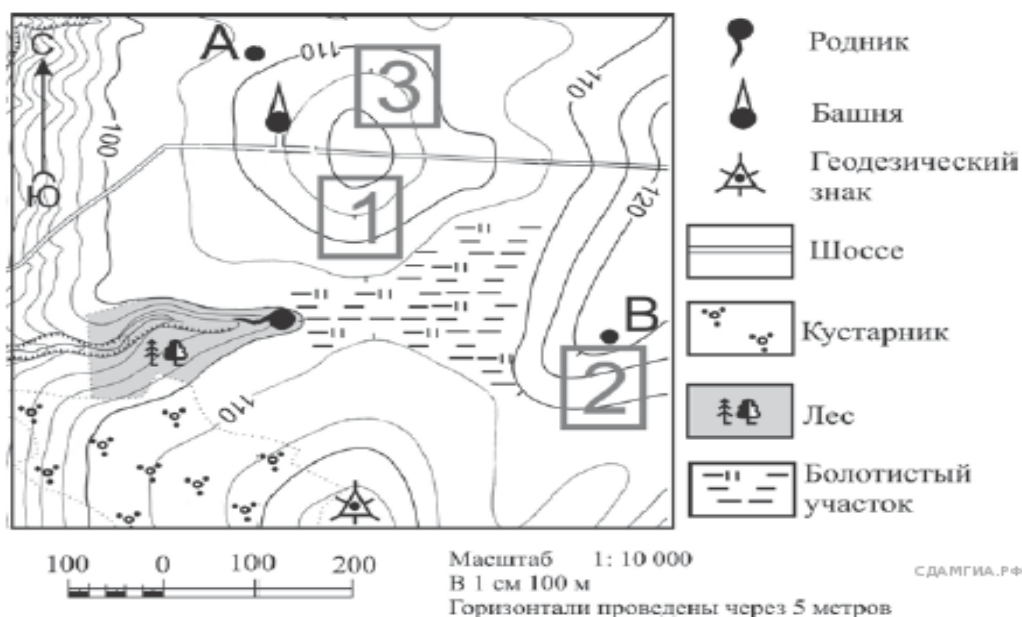 С
А
110
3
110
Родник
Башня
100
Геодезический
знак
Ю
1
120
Шоссе
В
Кустарник
2
110
Лес
Болотистый
участок
100 0 100 200
Масштаб 1: 10 000
В 1 см 100 м
Горизонтали проведены через 5 метров
СДАМГИА.РФ